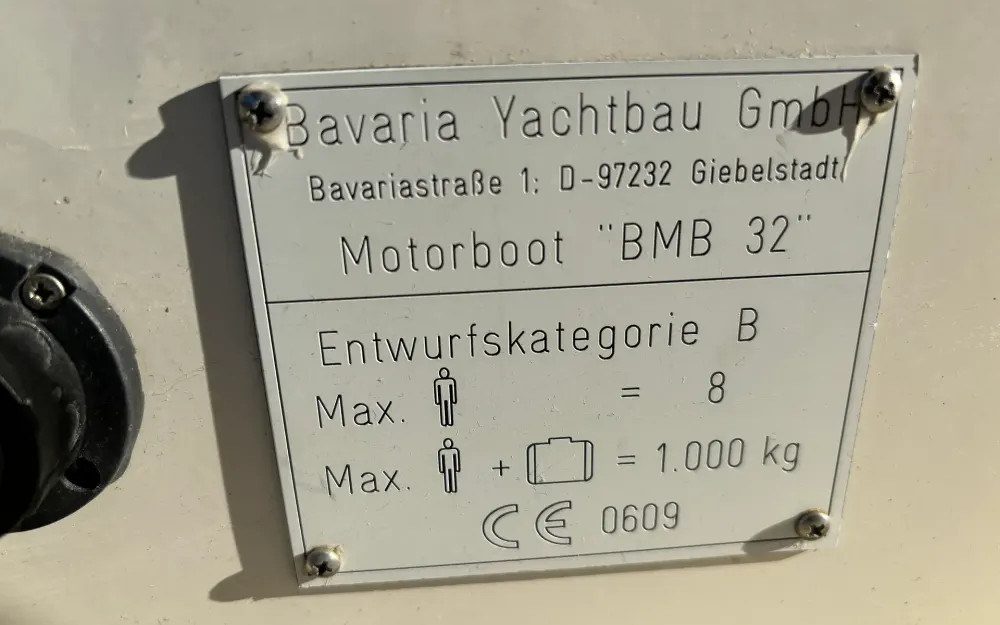 Bavaria Yachtbau GmbH
Bavariastraße 1; D-97232 Giebelstadt
Motorboot "BMB 32"
Entwurfskategorie B
Max. = 8
Max. + = 1.000 kg
CE 0609